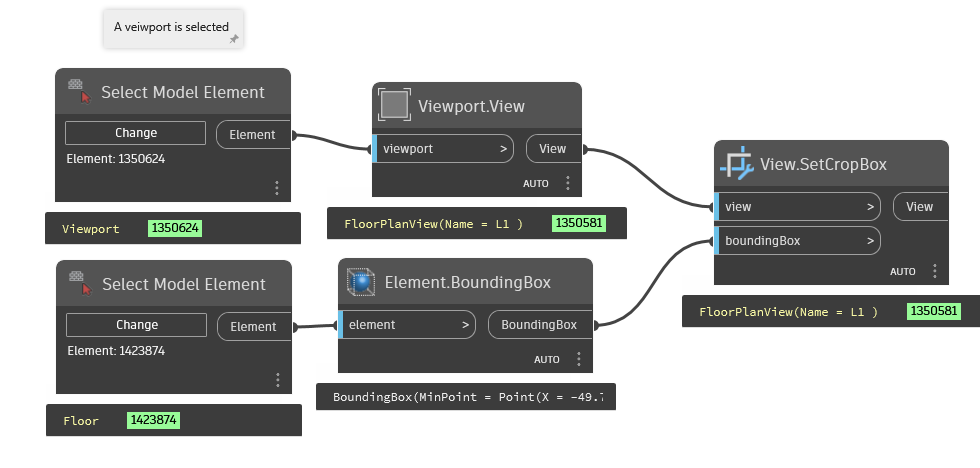 A veiwport is selected
Select Model Element
Change
Element
Element: 1350624
Viewport 1350624
Viewport.View
viewport >
View
AUTO
FloorPlanView(Name = L1 ) 1350581
Select Model Element
Change
Element
Element: 1423874
Floor 1423874
Element.BoundingBox
element >
BoundingBox
AUTO
BoundingBox(MinPoint = Point(X = -49.7
View.SetCropBox
view >
View
boundingBox >
AUTO
FloorPlanView(Name = L1 ) 1350581